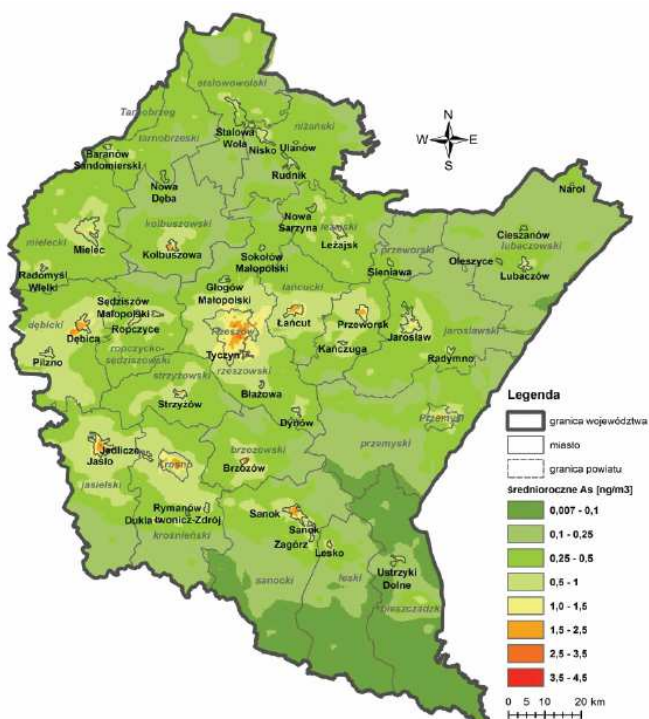 stalowowolski
Tarnobrzeg
tarnobrzeski
Stalowa
Wola
niżański
Nisko
Ulanów
Rudnik
Baranów
Sandomierski
Nowa
Dęba
N
W
E
S
Narol
kolbuszowski
Nowa
Sarzyna
leżajski
Leżajsk
Cieszanów
lubaczowski
mielecki
Mielec
Kolbuszowa
Sokołów
Małopolski
przeworski
Sieniawa
Oleszyce
Lubaczów
Radomyśl
Wielki
Głogów
Małopolski
łańcucki
Łańcut
Przeworsk
Jarosław
jarosławski
Sędziszów
Małopolski
Ropczyce
dębicki
Dębica
Rzeszów
Pilzno
ropczycko-
sędziszowski
Tyczyn
rzeszowski
Kańczuga
Radymno
strzyżowski
Strzyżów
Błażowa
Dynów
Przemyśl
przemyski
Jedlicze
Jasło
Krosno
brzozowski
Brzozów
jasielski
Rymanów
Dukla
Iwonicz-Zdrój
krośnieński
Sanok
Sanok
Zagórz
Lesko
sanocki
leski
Ustrzyki
Dolne
bieszczadzki
Legenda
granica województwa
miasto
granica powiatu
średnioroczne As [ng/m3]
0,007 - 0,1
0,1 - 0,25
0,25 - 0,5
0,5 - 1
1,0 - 1,5
1,5 - 2,5
2,5 - 3,5
3,5 - 4,5
0 5 10 20 km